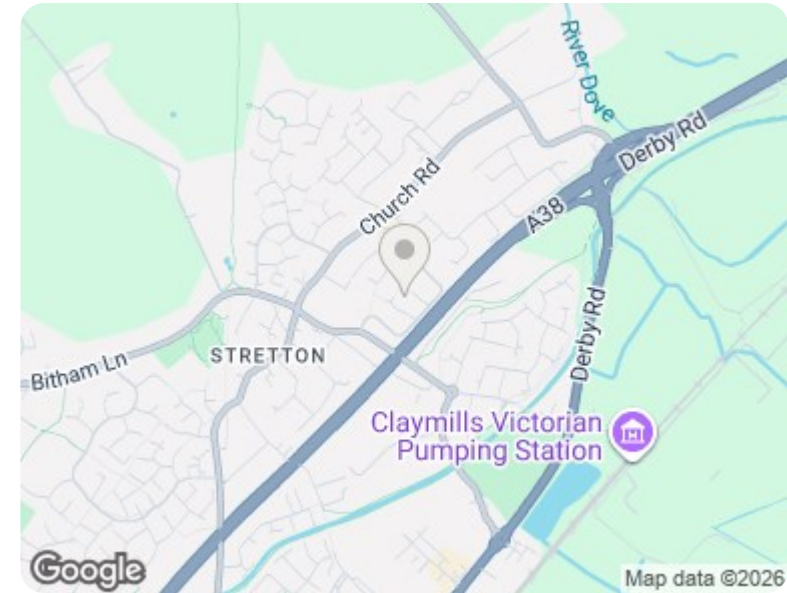 River Dove
Derby Rd
Church Rd
A38
Derby Rd
STRETTON
Bitham Ln
Claymills Victorian
Pumping Station
Google
Map data ©2026